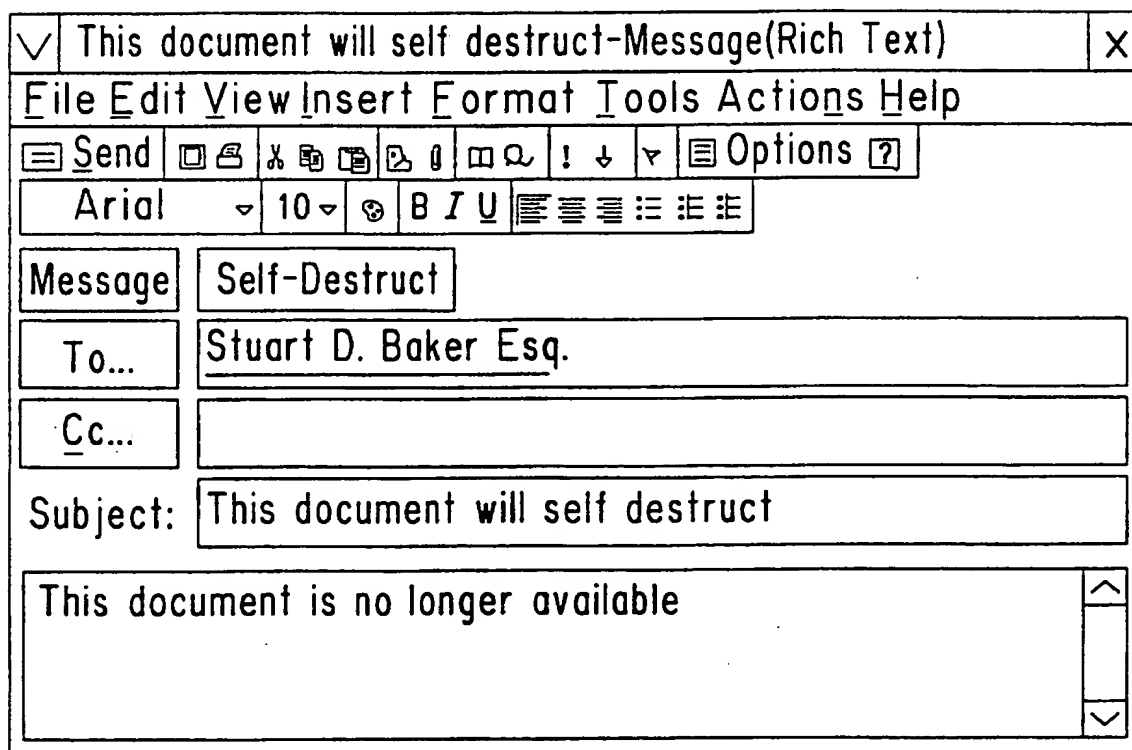 This document will self destruct-Message(Rich Text) X
File Edit View Insert Format Tools Actions Help
Send ! Options ?
Arial 10 B I U
Message Self-Destruct
To... Stuart D. Baker Esq.
Cc...
Subject: This document will self destruct
This document is no longer available